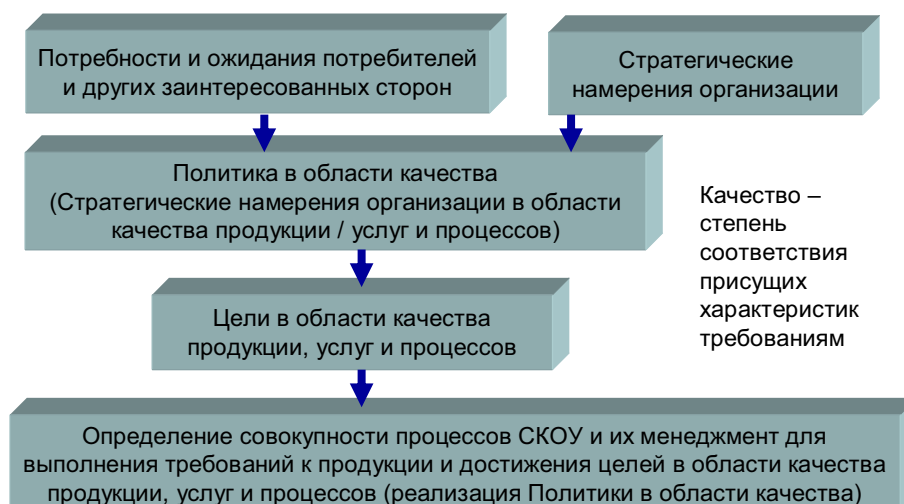 Потребности и ожидания потребителей
и других заинтересованных сторон
Стратегические
намерения организации
Политика в области качества
(Стратегические намерения организации в области
качества продукции / услуг и процессов)
Качество –
степень
соответствия
присущих
характеристик
требованиям
Цели в области качества
продукции, услуг и процессов
Определение совокупности процессов СКОУ и их менеджмент для
выполнения требований к продукции и достижения целей в области качества
продукции, услуг и процессов (реализация Политики в области качества)